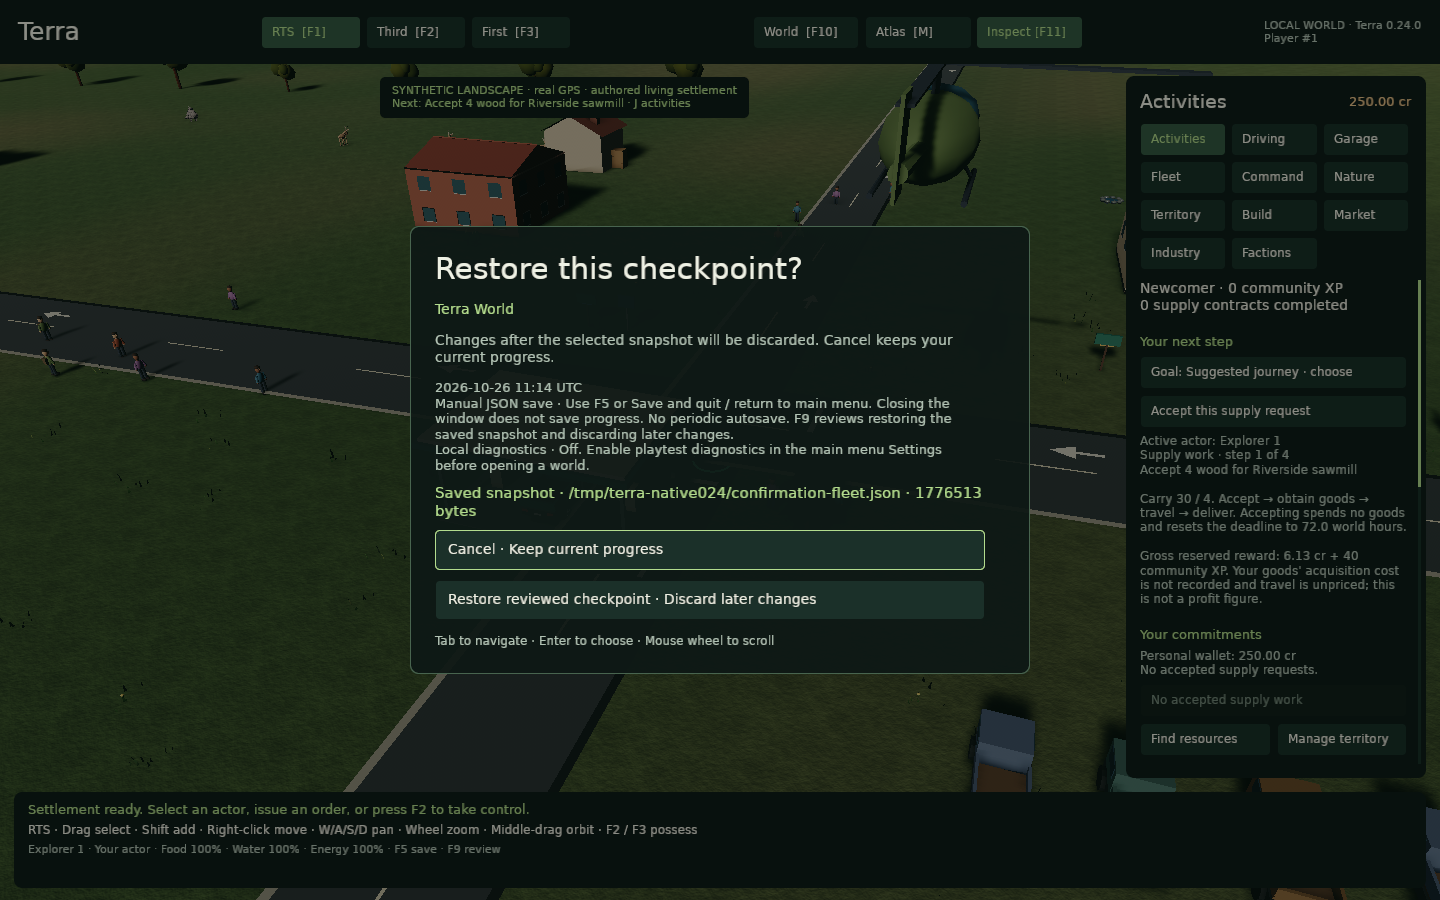 Terra
RTS [F1]
Third [F2]
First [F3]
World [F10]
Atlas [M]
Inspect [F11]
LOCAL WORLD · Terra 0.24.0
Player #1
SYNTHETIC LANDSCAPE · real GPS · authored living settlement
Next: Accept 4 wood for Riverside sawmill · J activities
Activities
250.00 cr
Activities
Driving
Garage
Fleet
Command
Nature
Territory
Build
Market
Industry
Factions
Newcomer · 0 community XP
0 supply contracts completed
Your next step
Goal: Suggested journey · choose
Accept this supply request
Active actor: Explorer 1
Supply work · step 1 of 4
Accept 4 wood for Riverside sawmill
Carry 30 / 4. Accept → obtain goods →
travel → deliver. Accepting spends no goods
and resets the deadline to 72.0 world hours.
Gross reserved reward: 6.13 cr + 40
community XP. Your goods' acquisition cost
is not recorded and travel is unpriced; this
is not a profit figure.
Your commitments
Personal wallet: 250.00 cr
No accepted supply requests.
No accepted supply work
Find resources
Manage territory
Restore this checkpoint?
Terra World
Changes after the selected snapshot will be discarded. Cancel keeps your
current progress.
2026-10-26 11:14 UTC
Manual JSON save · Use F5 or Save and quit / return to main menu. Closing the
window does not save progress. No periodic autosave. F9 reviews restoring the
saved snapshot and discarding later changes.
Local diagnostics · Off. Enable playtest diagnostics in the main menu Settings
before opening a world.
Saved snapshot · /tmp/terra-native024/confirmation-fleet.json · 1776513
bytes
Cancel · Keep current progress
Restore reviewed checkpoint · Discard later changes
Tab to navigate · Enter to choose · Mouse wheel to scroll
Settlement ready. Select an actor, issue an order, or press F2 to take control.
RTS · Drag select · Shift add · Right-click move · W/A/S/D pan · Wheel zoom · Middle-drag orbit · F2 / F3 possess
Explorer 1 · Your actor · Food 100% · Water 100% · Energy 100% · F5 save · F9 review